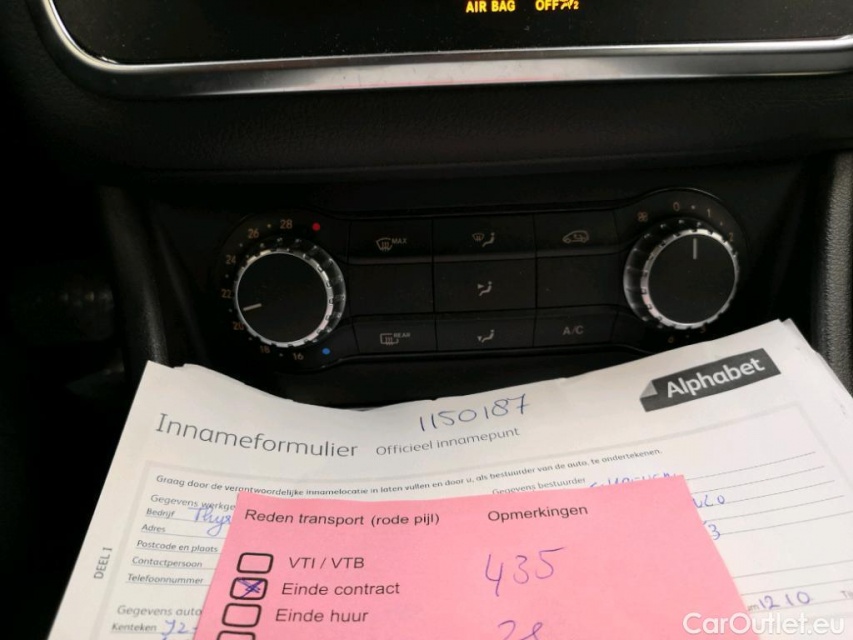 AIR BAG OFF
28
26
24
22
20
18
16
MAX
REAR
A/C
0
1
Alphabet
1150187
Innameformulier Officieel innamepunt
Graag door de verantwoordelijke innamelocatie in laten vullen en door u, als bestuurder van de auto, te ondertekenen.
Gegevens bestuurder
Bedrijf
Adres
Postcode en plaats
Contactpersoon
Telefoonnummer
DEEL I
Gegevens auto
Kenteken 72-
1210
Reden transport (rode pijl) Opmerkingen
VTI / VTB
435
Einde contract
Einde huur
28
CarOutlet.eu